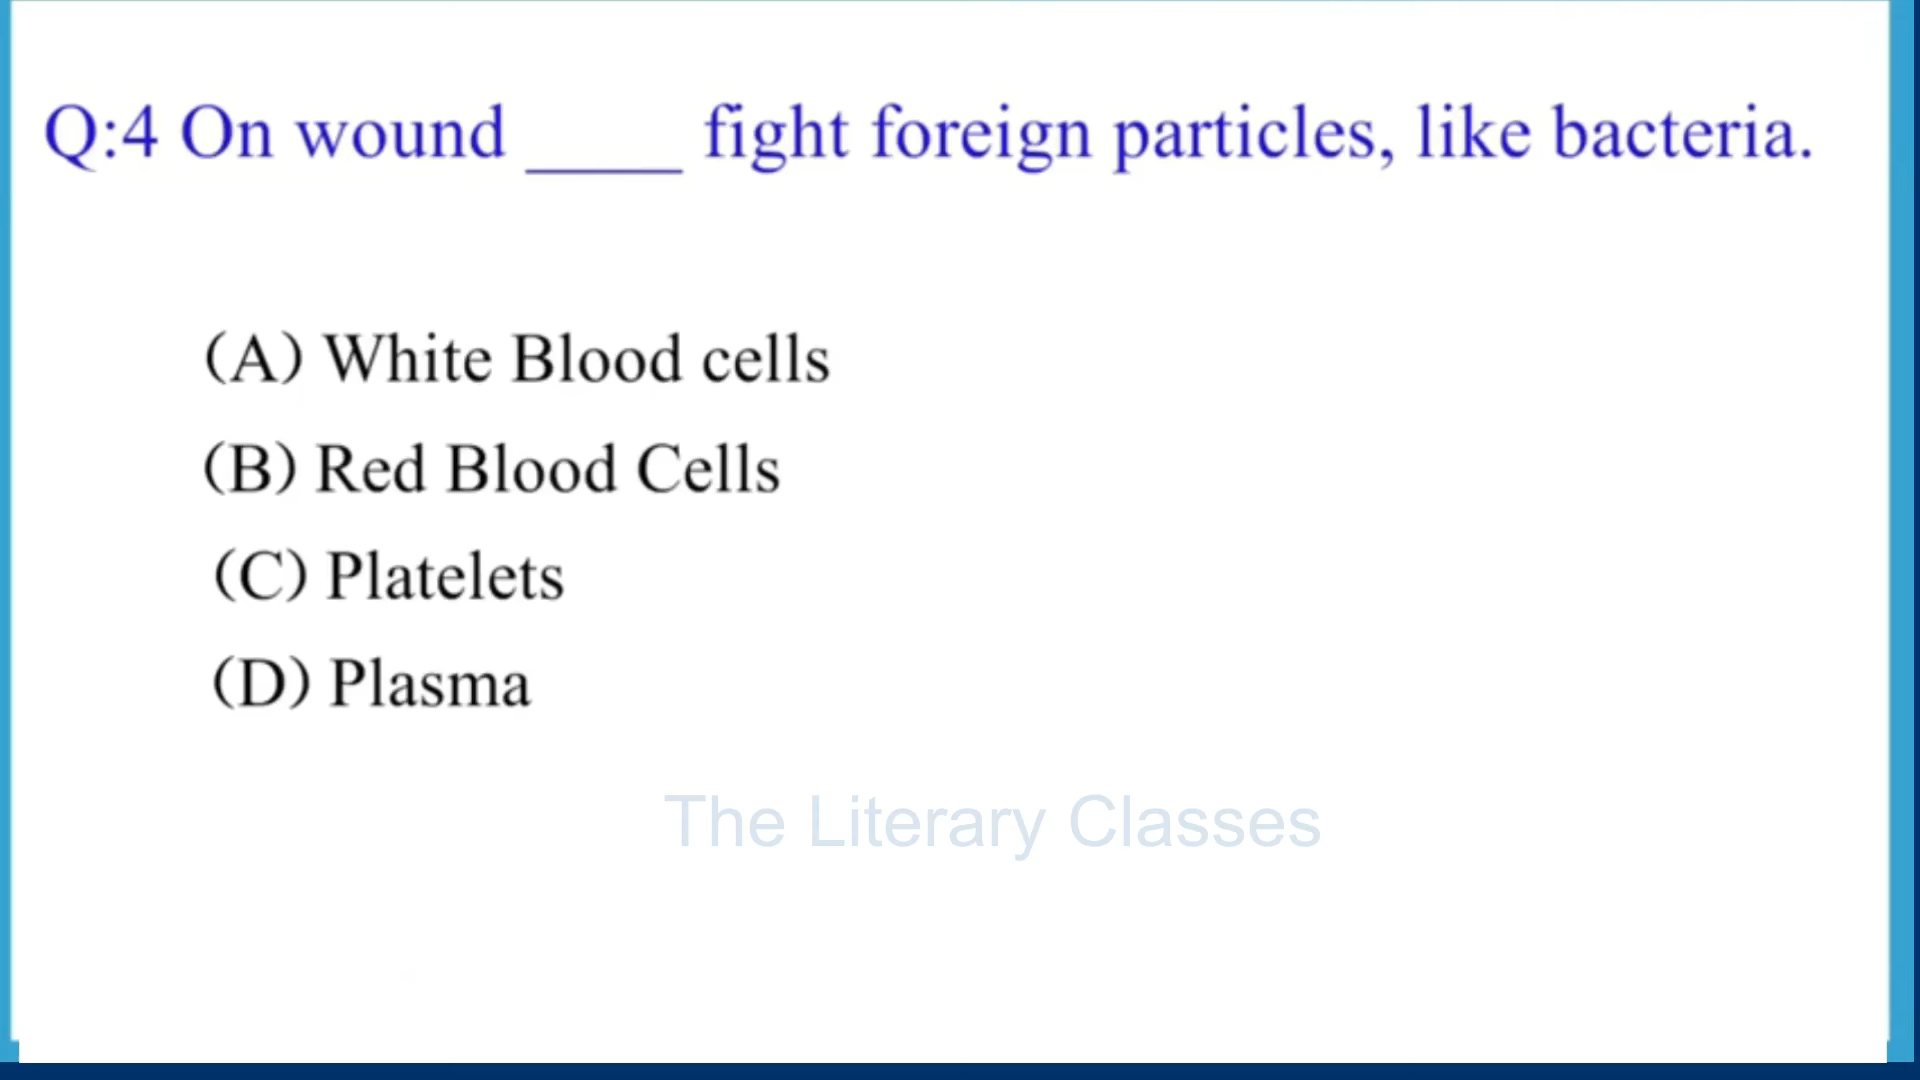 Q:4 On wound ____ fight foreign particles, like bacteria.
(A) White Blood cells
(B) Red Blood Cells
(C) Platelets
(D) Plasma
The Literary Classes